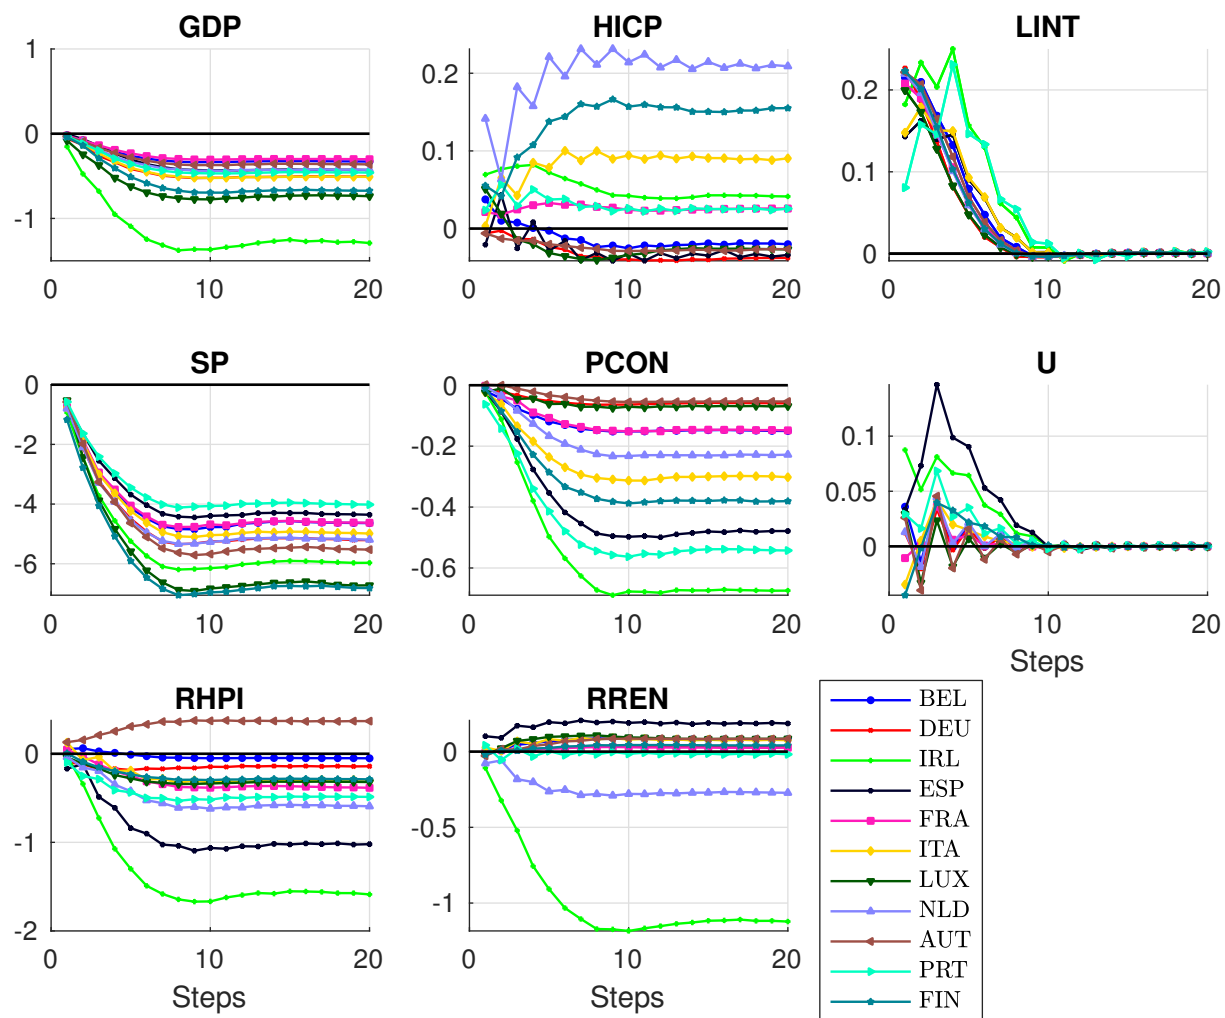 GDP
1
0
-1
0
10
20
HICP
0.2
0.1
0
0
10
20
LINT
0.2
0.1
0
0
10
20
SP
0
-2
-4
-6
0
10
20
PCON
0
-0.2
-0.4
-0.6
0
10
20
U
0.1
0.05
0
0
10
20
Steps
RHPI
0
-1
-2
0
10
20
Steps
RREN
0
-0.5
-1
0
10
20
Steps
BEL
DEU
IRL
ESP
FRA
ITA
LUX
NLD
AUT
PRT
FIN